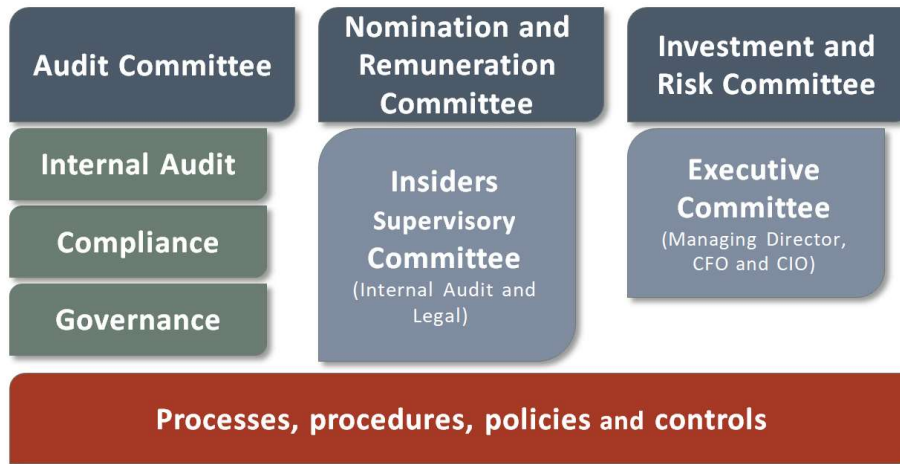 Audit Committee
Nomination and
Remuneration
Committee
Investment and
Risk Committee
Internal Audit
Compliance
Governance
Insiders
Supervisory
Committee
(Internal Audit and
Legal)
Executive
Committee
(Managing Director,
CFO and CIO)
Processes, procedures, policies and controls